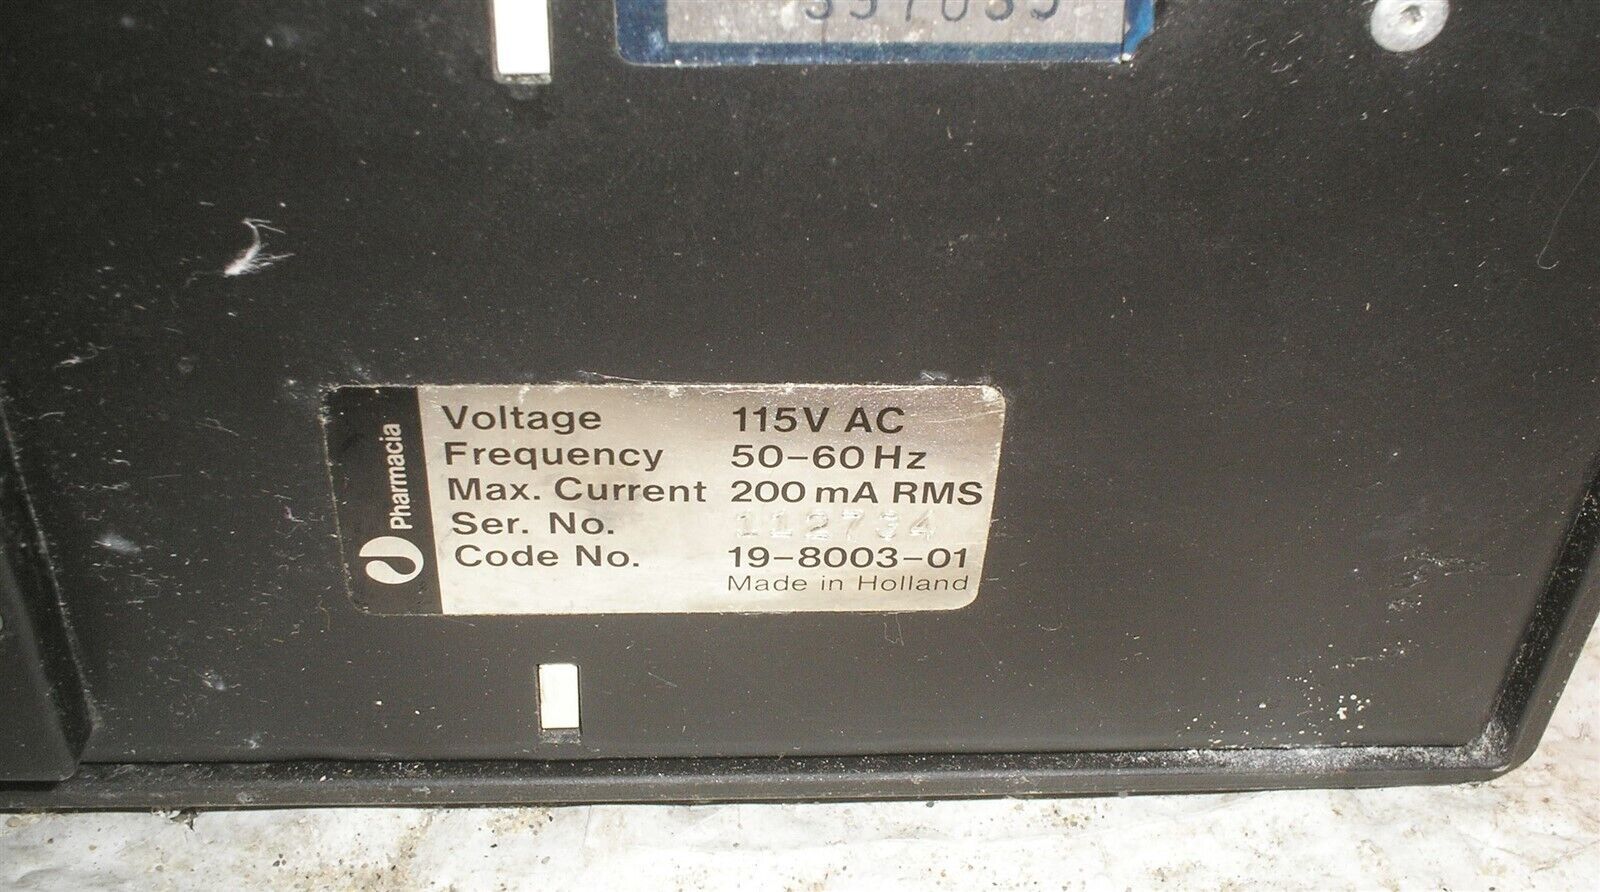 Pharmacia
Voltage 115V AC
Frequency 50-60 Hz
Max. Current 200 mA RMS
Ser. No. 112734
Code No. 19-8003-01
Made in Holland